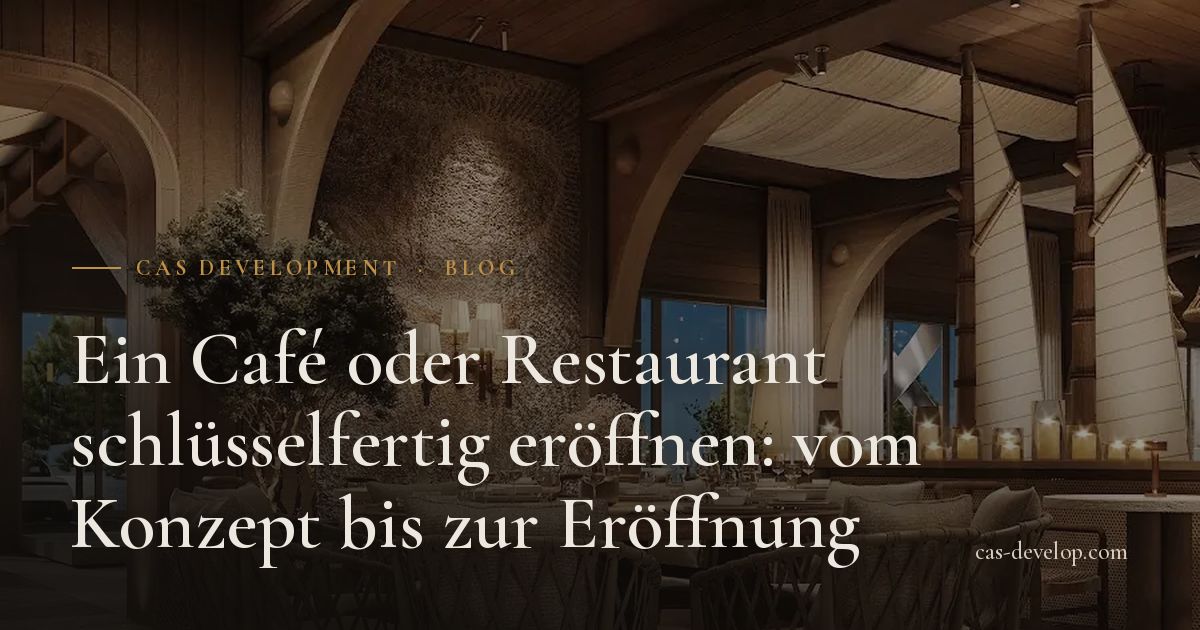 CAS DEVELOPMENT · BLOG
Ein Café oder Restaurant
schlüsselfertig eröffnen: vom
Konzept bis zur Eröffnung
cas-develop.com